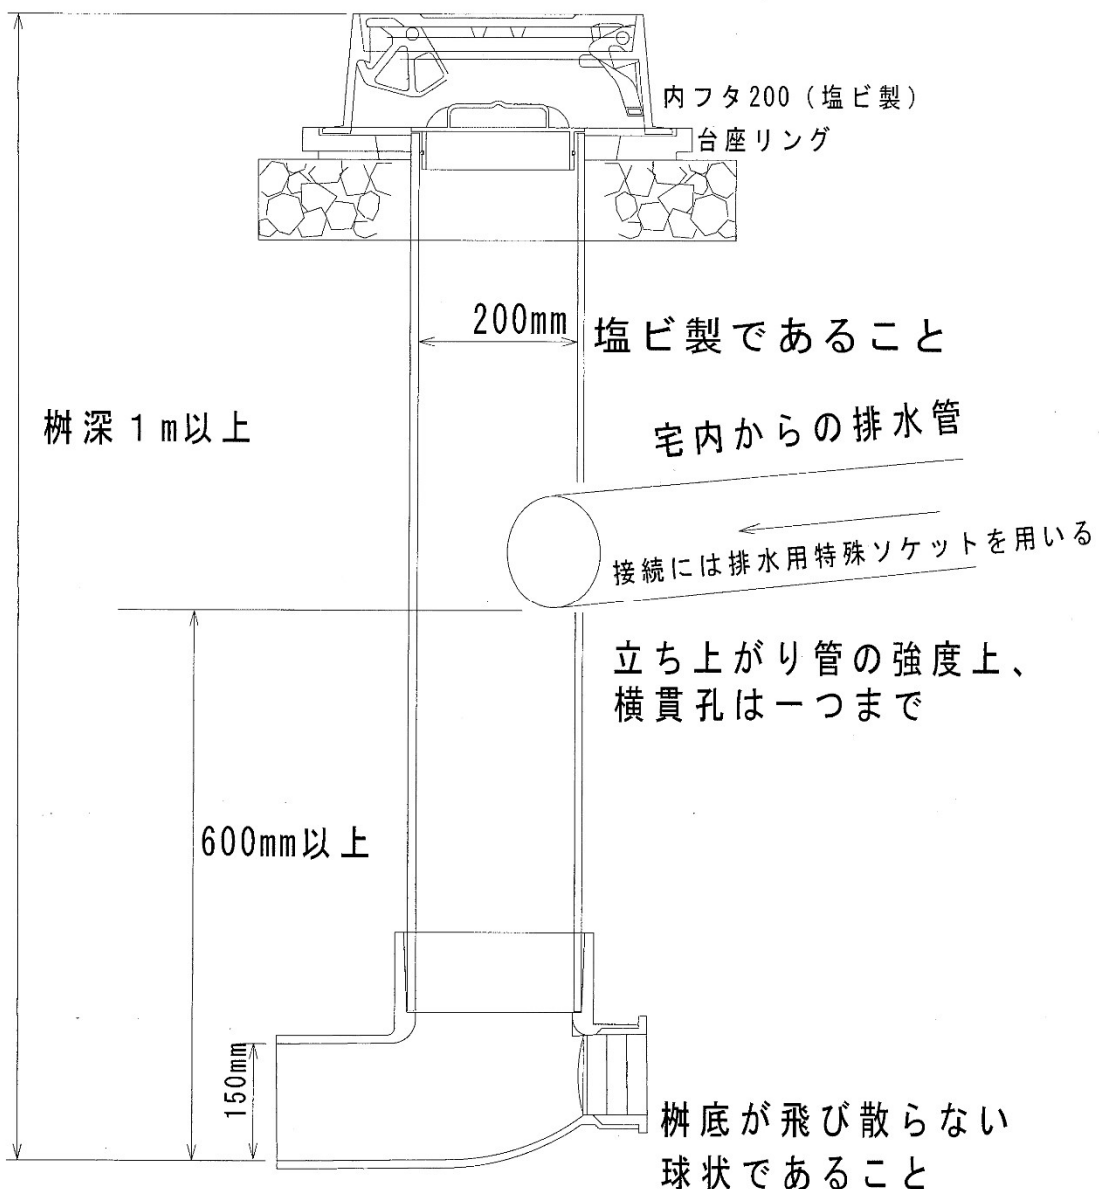 内フタ200(塩ビ製)
台座リング
200mm
塩ビ製であること
桝深1m以上
宅内からの排水管
接続には排水用特殊ソケットを用いる
立ち上がり管の強度上、
横貫孔は一つまで
600mm以上
150mm
桝底が飛び散らない
球状であること